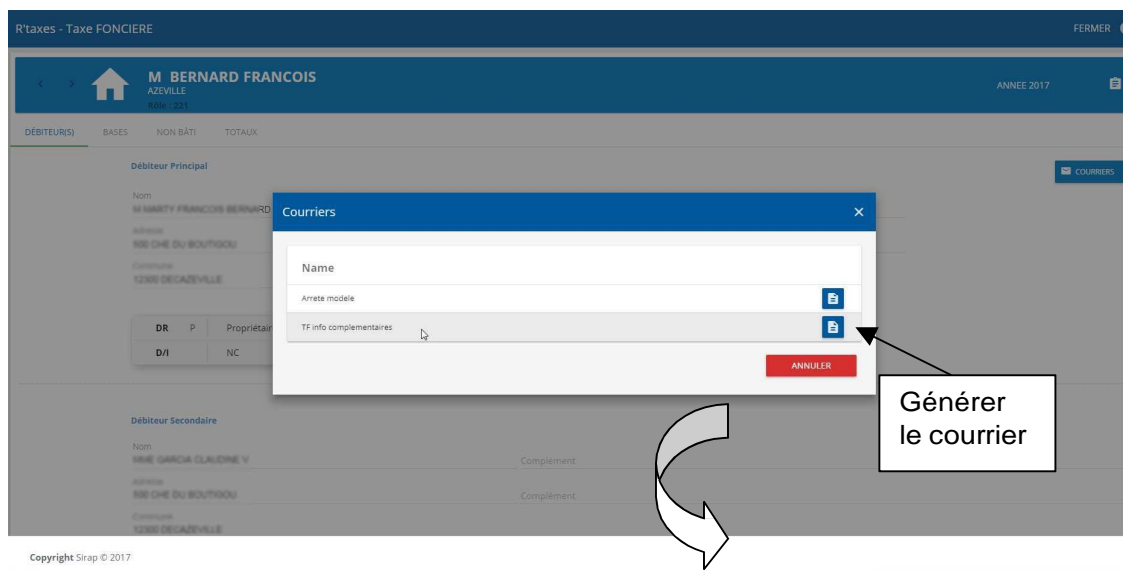 R'taxes - Taxe FONCIERE FERMER
M BERNARD FRANCOIS
AZEVILLE
Rôle : 221
ANNEE 2017
DÉBITEUR(S) BASES NON BÂTI TOTAUX
Débiteur Principal
COURRIERS
Nom
M MARTY FRANCOIS BERNARD
Adresse
500 CHE DU BOUTIGOU
Commune
12300 DECAZEVILLE
Courriers ×
Name
Arrete modele
TF info complementaires
ANNULER
DR P Propriétair
D/I NC
Générer
le courrier
Débiteur Secondaire
Nom
MME GARCIA CLAUDINE V Complément
Adresse
500 CHE DU BOUTIGOU Complément
Commune
12300 DECAZEVILLE
Copyright Sirap © 2017